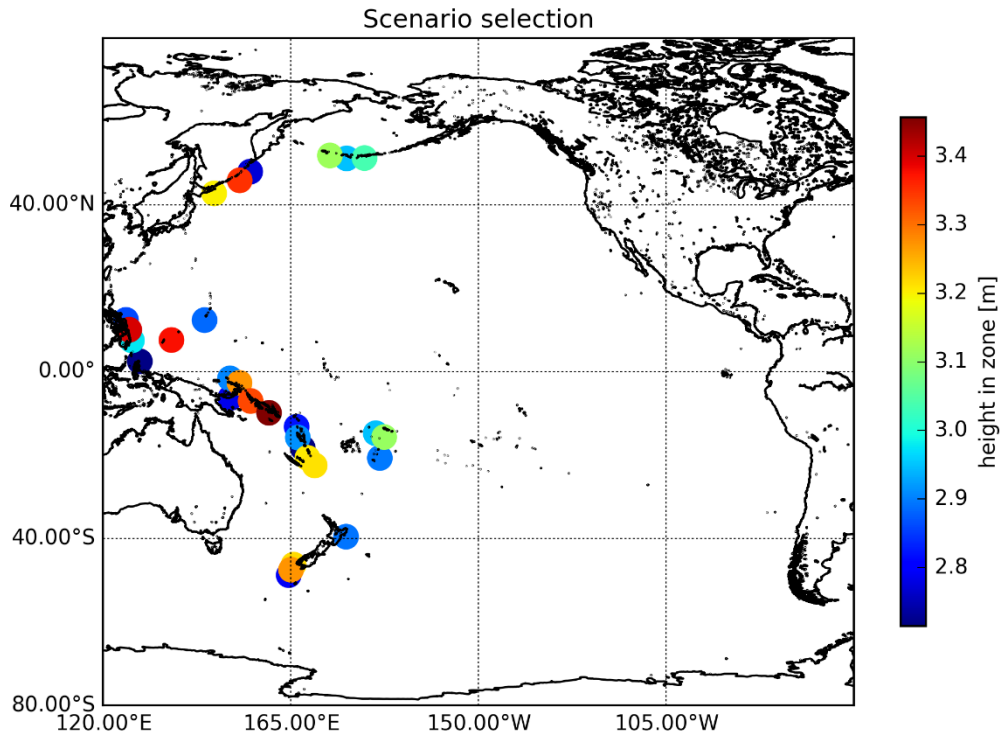 Scenario selection
40.00°N
0.00°
40.00°S
80.00°S
120.00°E
165.00°E
150.00°W
105.00°W
3.4
3.3
3.2
3.1
3.0
2.9
2.8
height in zone [m]